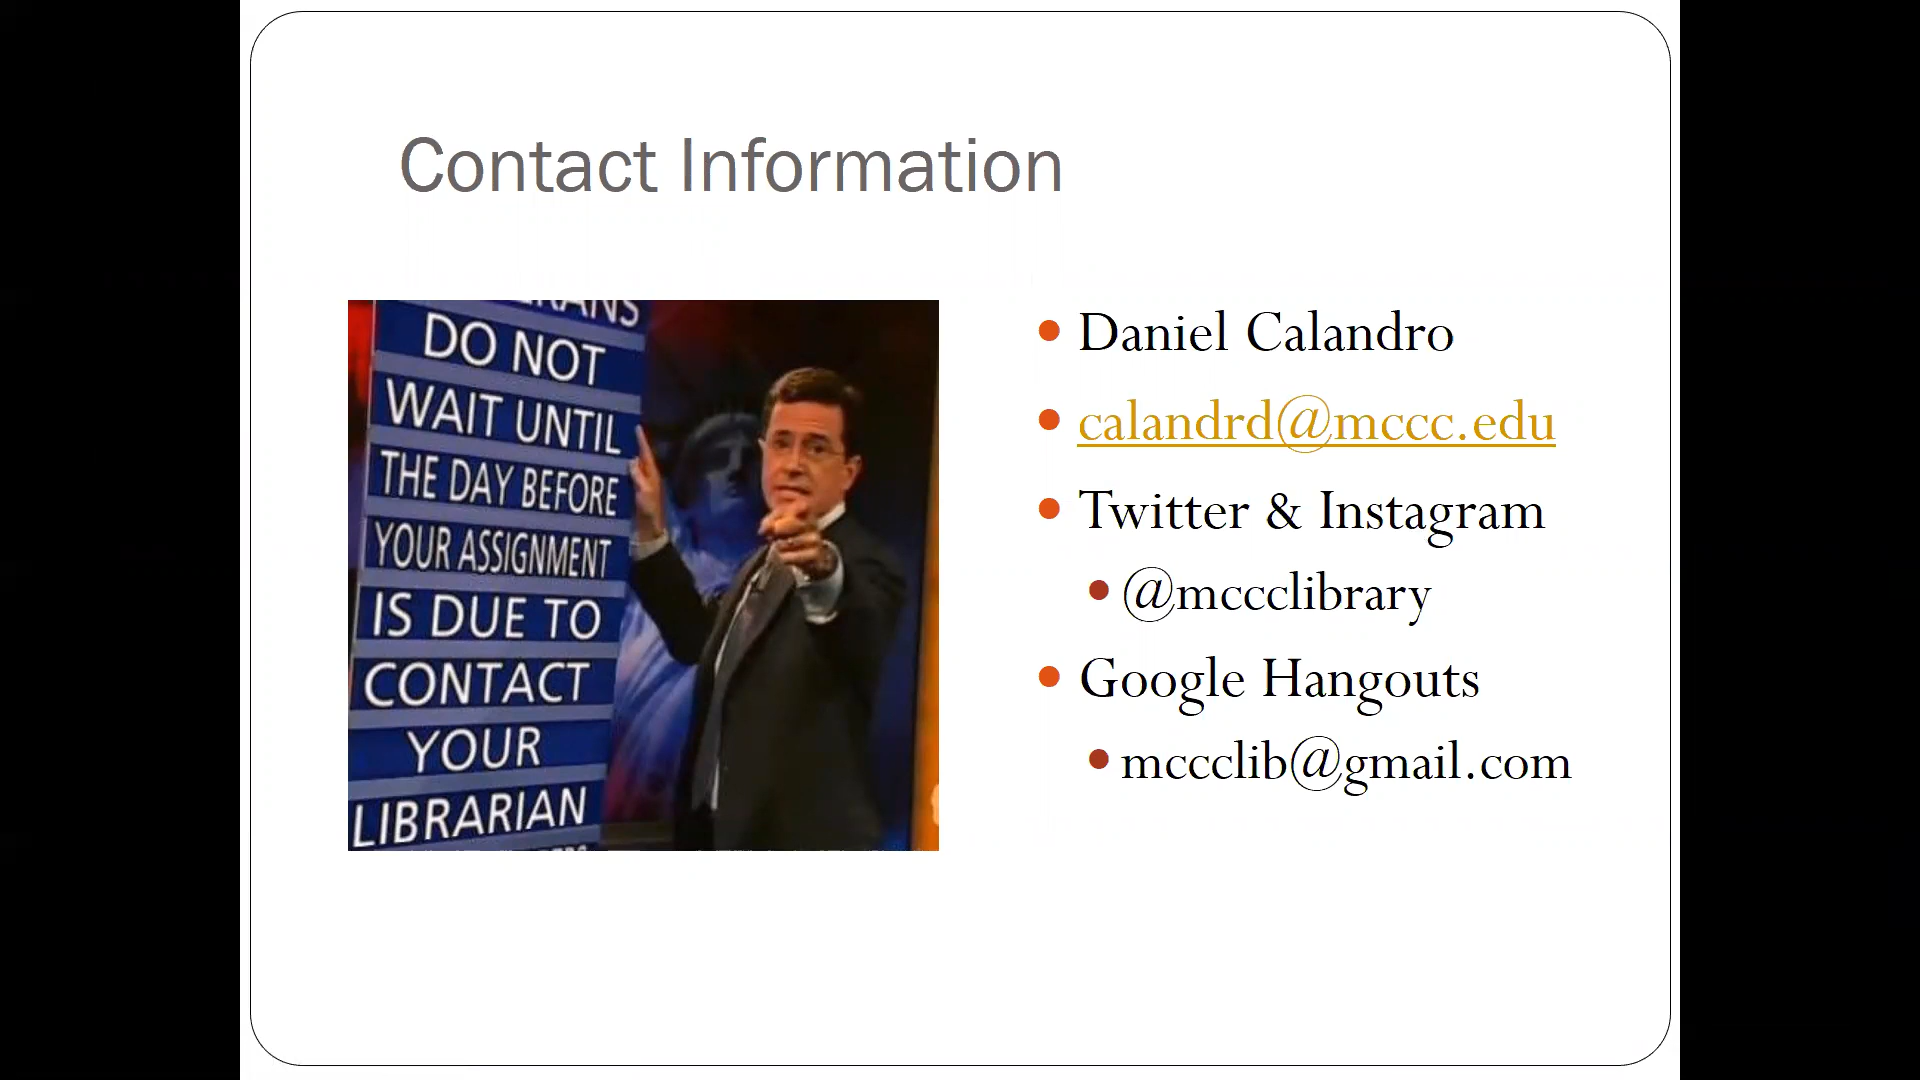 Contact Information
DO NOT
WAIT UNTIL
THE DAY BEFORE
YOUR ASSIGNMENT
IS DUE TO
CONTACT
YOUR
LIBRARIAN
Daniel Calandro
calandrd@mccc.edu
Twitter & Instagram
@mccclibrary
Google Hangouts
mccclib@gmail.com